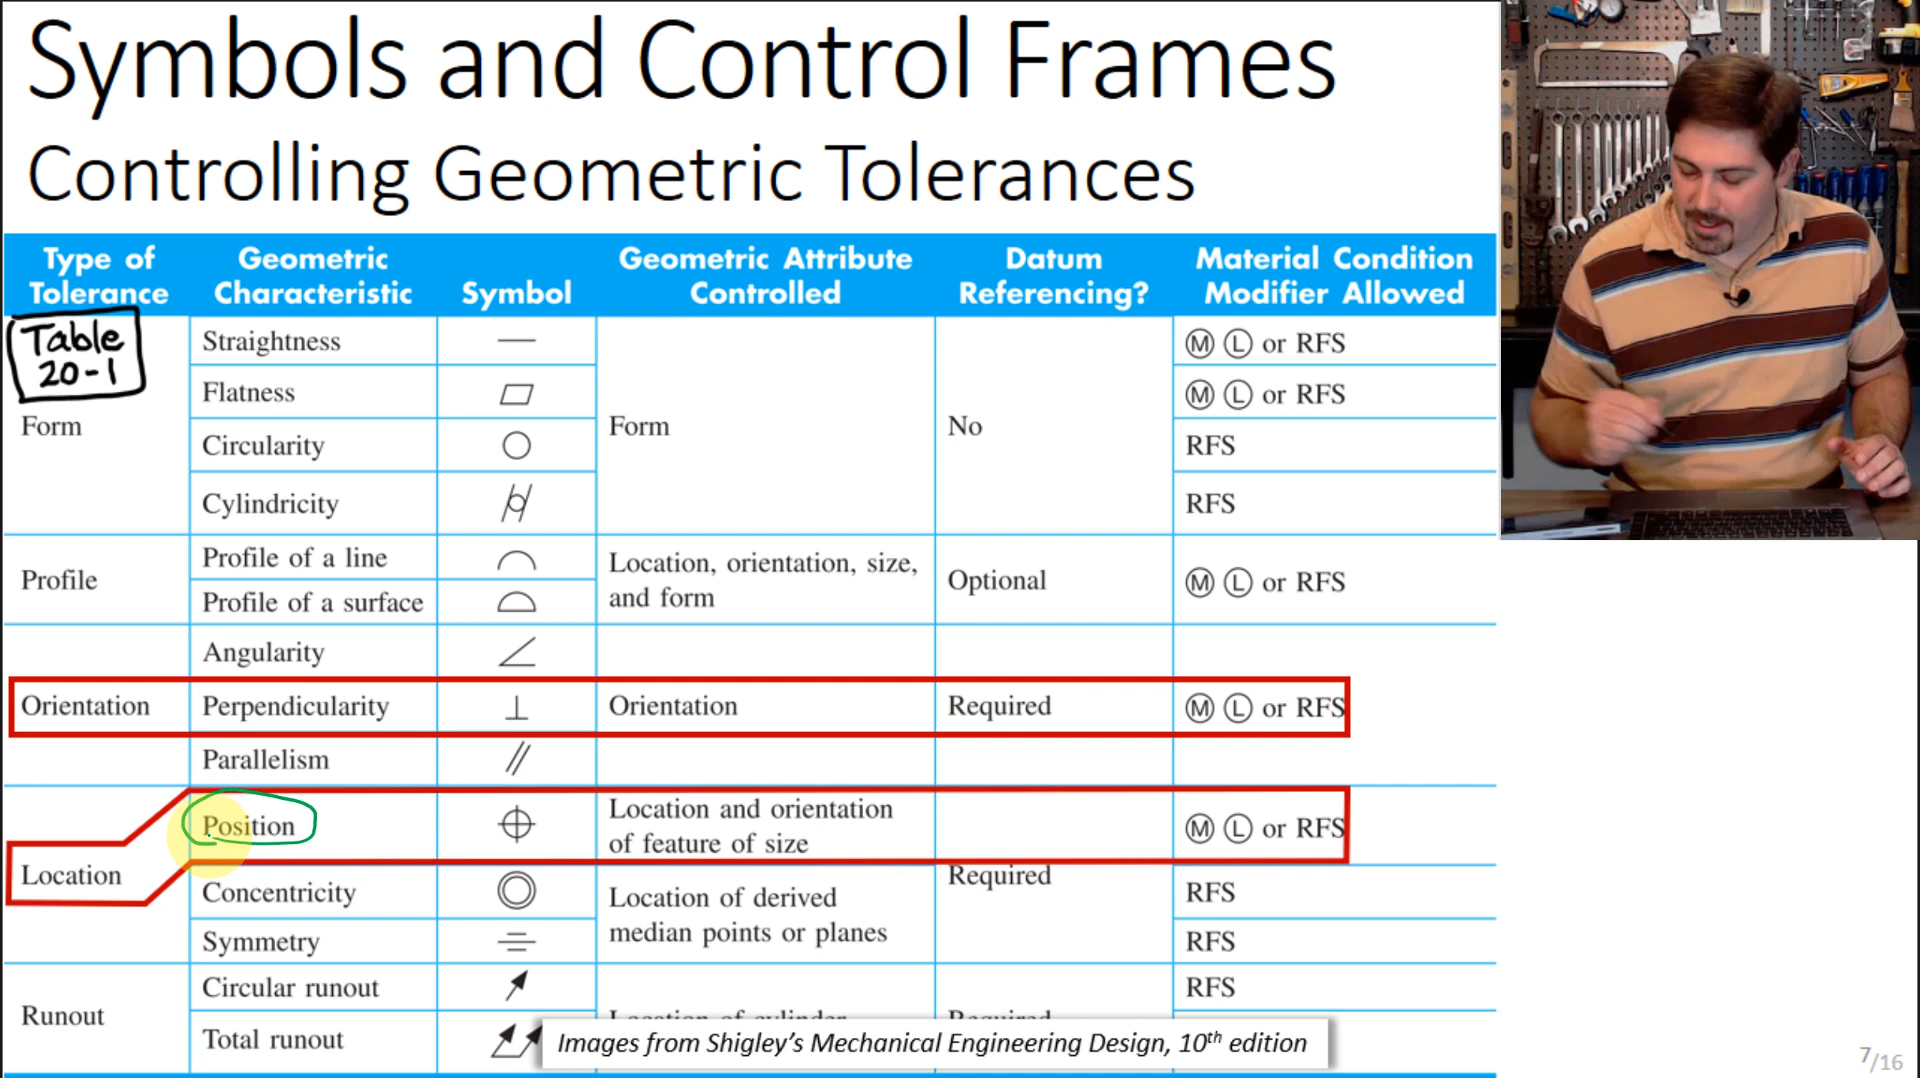 Symbols and Control Frames
Controlling Geometric Tolerances
Type of Tolerance Geometric Characteristic Symbol Geometric Attribute Controlled Datum Referencing? Material Condition Modifier Allowed
Table
20-1
Form
Straightness
Ⓜ Ⓛ or RFS
Flatness
Ⓜ Ⓛ or RFS
Form
No
Circularity
RFS
Cylindricity
RFS
Profile
Profile of a line
Profile of a surface
Location, orientation, size,
and form
Optional
Ⓜ Ⓛ or RFS
Angularity
Orientation Perpendicularity ⊥ Orientation Required Ⓜ Ⓛ or RFS
Parallelism
Location
Position
Location and orientation
of feature of size
Ⓜ Ⓛ or RFS
Required
Concentricity
RFS
Location of derived
median points or planes
Symmetry
RFS
Runout
Circular runout
RFS
Total runout
Images from Shigley's Mechanical Engineering Design, 10th edition
7/16